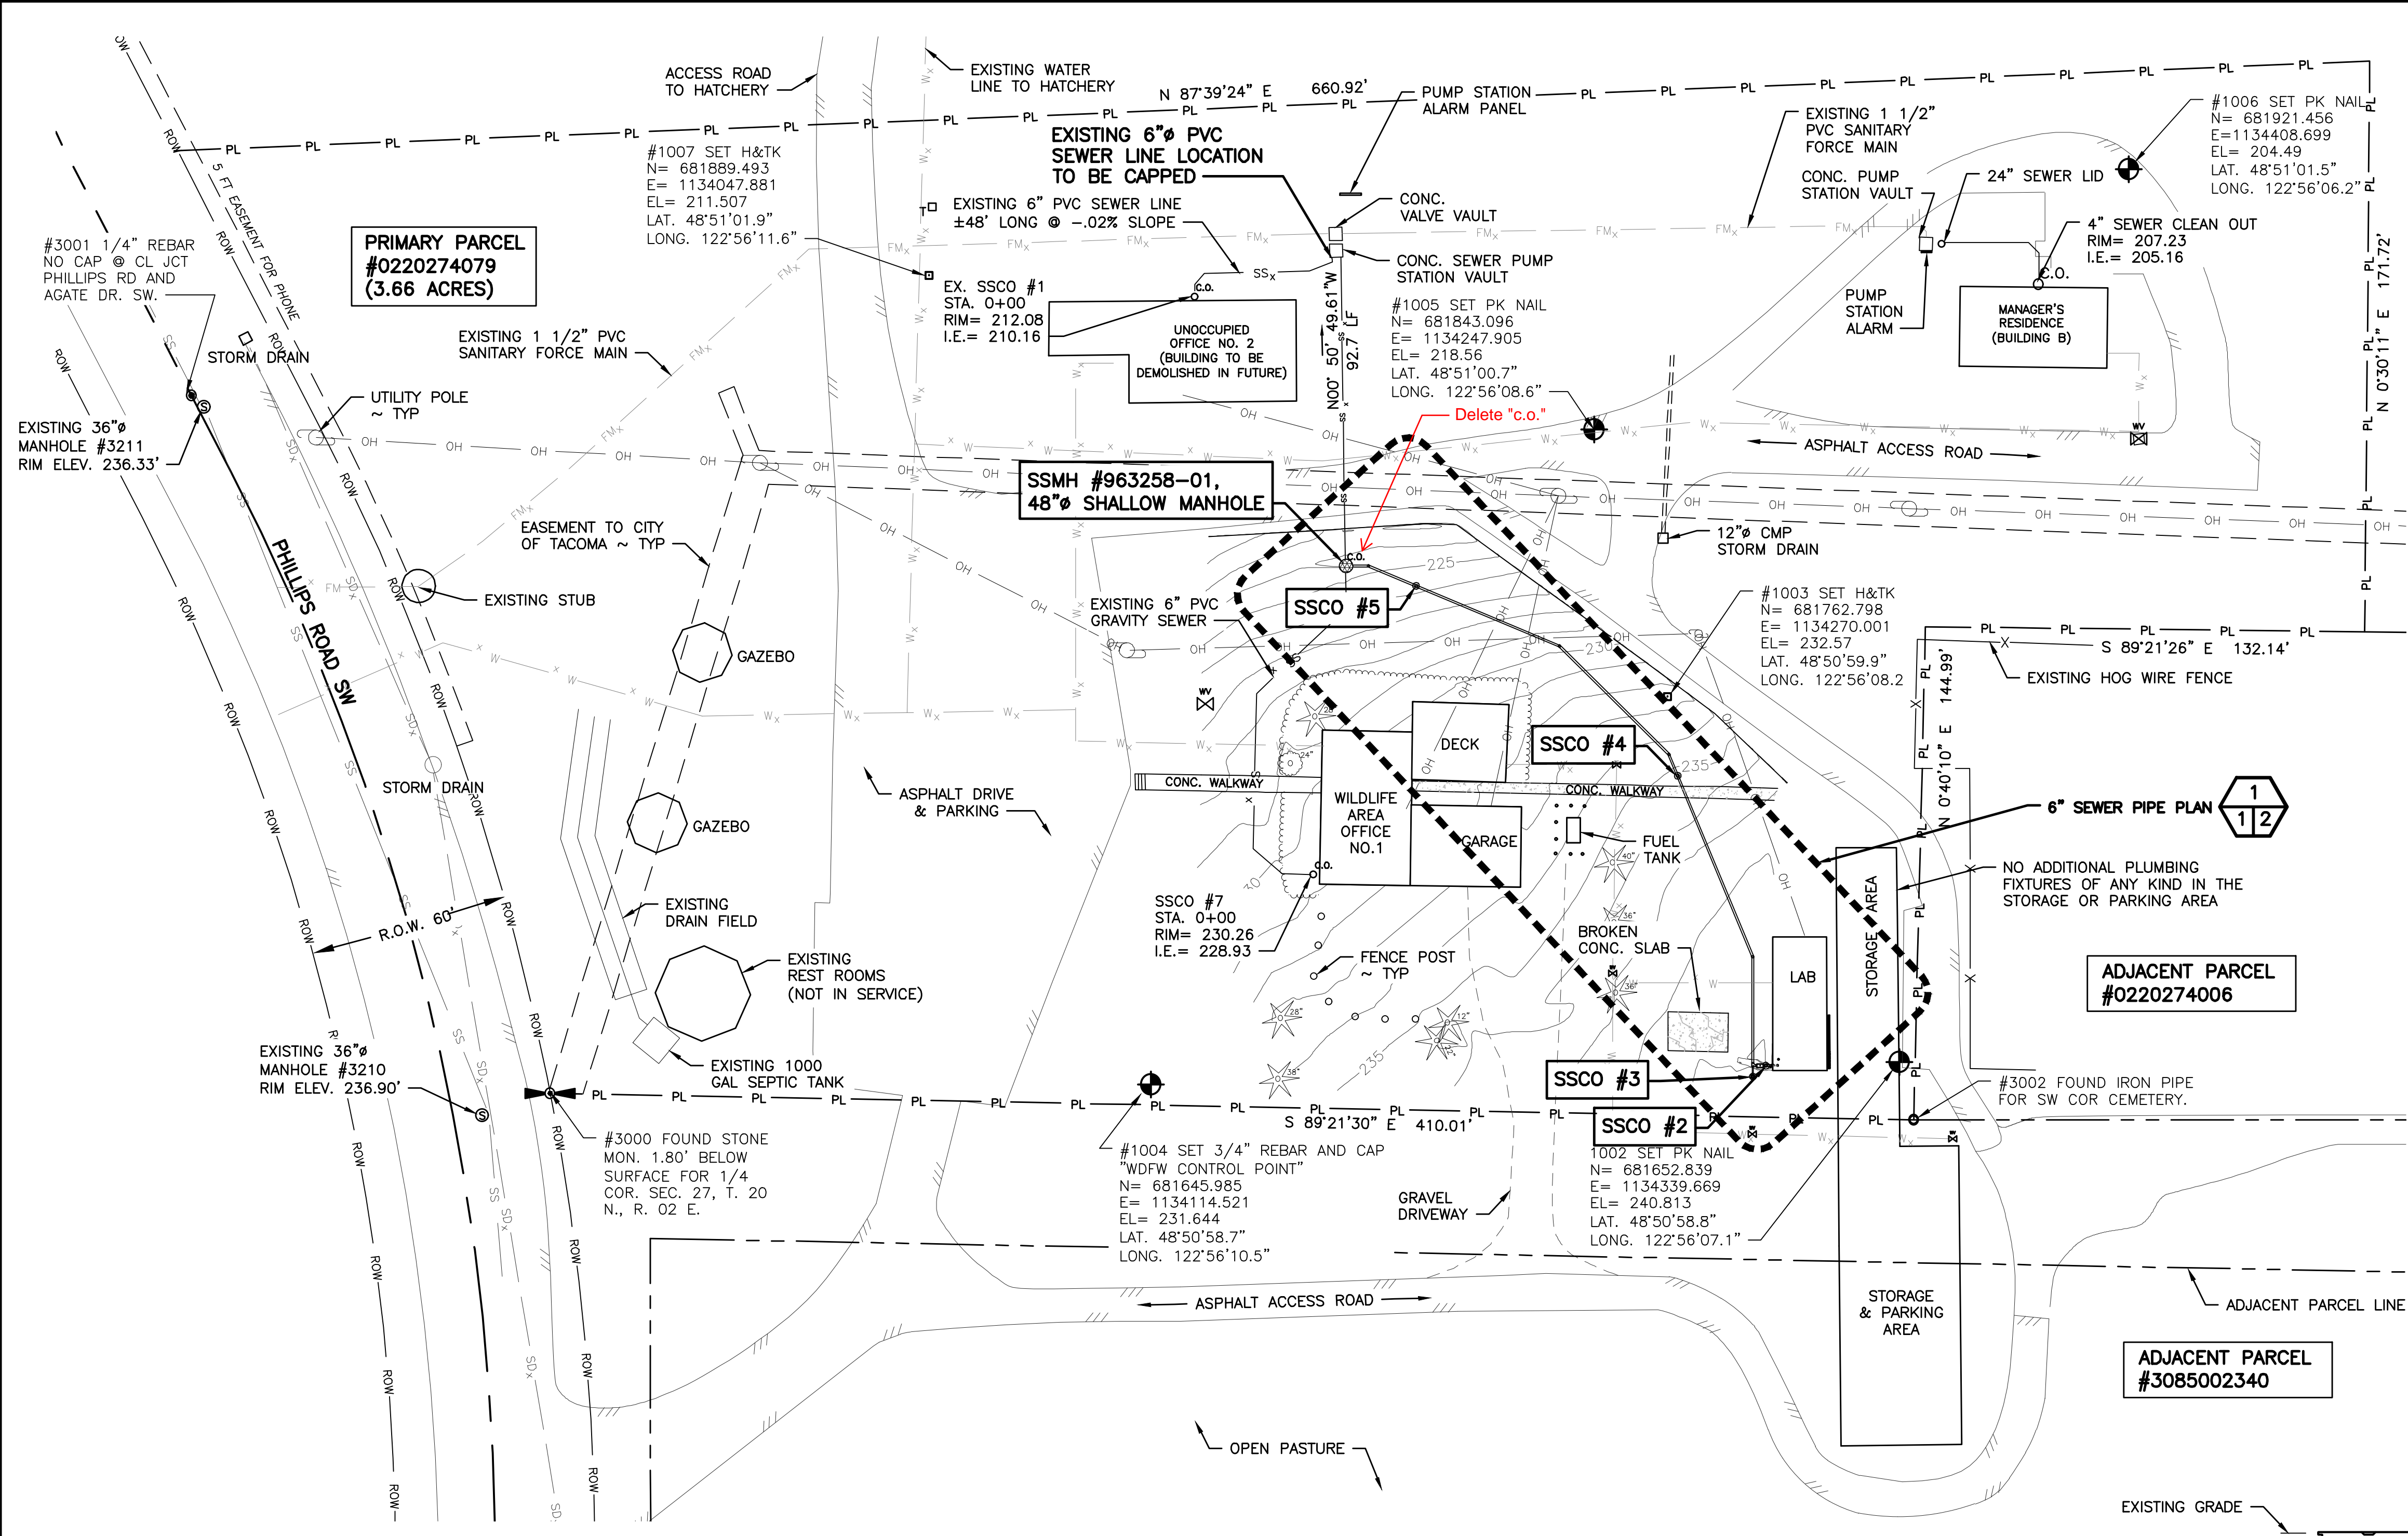 ACCESS ROAD
TO HATCHERY
EXISTING WATER
LINE TO HATCHERY
N 87°39'24" E 660.92'
PUMP STATION
ALARM PANEL
EXISTING 1 1/2"
PVC SANITARY
FORCE MAIN
#1006 SET PK NAIL
N= 681921.456
E=1134408.699
EL= 204.49
LAT. 48°51'01.5"
LONG. 122°56'06.2"
5 FT EASEMENT FOR PHONE
#1007 SET H&TK
N= 681889.493
E= 1134047.881
EL= 211.507
LAT. 48°51'01.9"
LONG. 122°56'11.6"
EXISTING 6"ø PVC
SEWER LINE LOCATION
TO BE CAPPED
CONC. PUMP
STATION VAULT
24" SEWER LID
EXISTING 6" PVC SEWER LINE
±48' LONG @ -.02% SLOPE
CONC.
VALVE VAULT
4" SEWER CLEAN OUT
RIM= 207.23
I.E.= 205.16
C.O.
#3001 1/4" REBAR
NO CAP @ CL JCT
PHILLIPS RD AND
AGATE DR. SW.
PRIMARY PARCEL
#0220274079
(3.66 ACRES)
CONC. SEWER PUMP
STATION VAULT
EX. SSCO #1
STA. 0+00
RIM= 212.08
I.E.= 210.16
C.O.
UNOCCUPIED
OFFICE NO. 2
(BUILDING TO BE
DEMOLISHED IN FUTURE)
N00° 50' 49.61"W
92.7 LF
#1005 SET PK NAIL
N= 681843.096
E= 1134247.905
EL= 218.56
LAT. 48°51'00.7"
LONG. 122°56'08.6"
PUMP
STATION
ALARM
MANAGER'S
RESIDENCE
(BUILDING B)
N 0°30'11" E 171.72'
STORM DRAIN
EXISTING 1 1/2" PVC
SANITARY FORCE MAIN
UTILITY POLE
~ TYP
EXISTING 36"ø
MANHOLE #3211
RIM ELEV. 236.33'
Delete "c.o."
WV
ASPHALT ACCESS ROAD
SSMH #963258-01,
48"ø SHALLOW MANHOLE
C.O.
225
12"ø CMP
STORM DRAIN
EASEMENT TO CITY
OF TACOMA ~ TYP
PHILLIPS ROAD SW
EXISTING STUB
EXISTING 6" PVC
GRAVITY SEWER
SSCO #5
#1003 SET H&TK
N= 681762.798
E= 1134270.001
EL= 232.57
LAT. 48°50'59.9"
LONG. 122°56'08.2
GAZEBO
230
S 89°21'26" E 132.14'
EXISTING HOG WIRE FENCE
N 0°40'10" E 144.99'
WV
28"
24"
DECK
SSCO #4
235
STORM DRAIN
CONC. WALKWAY
CONC. WALKWAY
ASPHALT DRIVE
& PARKING
WILDLIFE
AREA
OFFICE
NO.1
6" SEWER PIPE PLAN
1
1 2
GAZEBO
GARAGE
FUEL
TANK
40"
C.O.
30
NO ADDITIONAL PLUMBING
FIXTURES OF ANY KIND IN THE
STORAGE OR PARKING AREA
R.O.W. 60'
EXISTING
DRAIN FIELD
SSCO #7
STA. 0+00
RIM= 230.26
I.E.= 228.93
36"
BROKEN
CONC. SLAB
STORAGE AREA
EXISTING
REST ROOMS
(NOT IN SERVICE)
FENCE POST
~ TYP
LAB
ADJACENT PARCEL
#0220274006
36"
28"
12"
22"
EXISTING 36"ø
MANHOLE #3210
RIM ELEV. 236.90'
EXISTING 1000
GAL SEPTIC TANK
38"
235
SSCO #3
#3002 FOUND IRON PIPE
FOR SW COR CEMETERY.
S 89°21'30" E 410.01'
SSCO #2
#3000 FOUND STONE
MON. 1.80' BELOW
SURFACE FOR 1/4
COR. SEC. 27, T. 20
N., R. 02 E.
#1004 SET 3/4" REBAR AND CAP
"WDFW CONTROL POINT"
N= 681645.985
E= 1134114.521
EL= 231.644
LAT. 48°50'58.7"
LONG. 122°56'10.5"
GRAVEL
DRIVEWAY
1002 SET PK NAIL
N= 681652.839
E= 1134339.669
EL= 240.813
LAT. 48°50'58.8"
LONG. 122°56'07.1"
ASPHALT ACCESS ROAD
STORAGE
& PARKING
AREA
ADJACENT PARCEL LINE
ADJACENT PARCEL
#3085002340
OPEN PASTURE
EXISTING GRADE